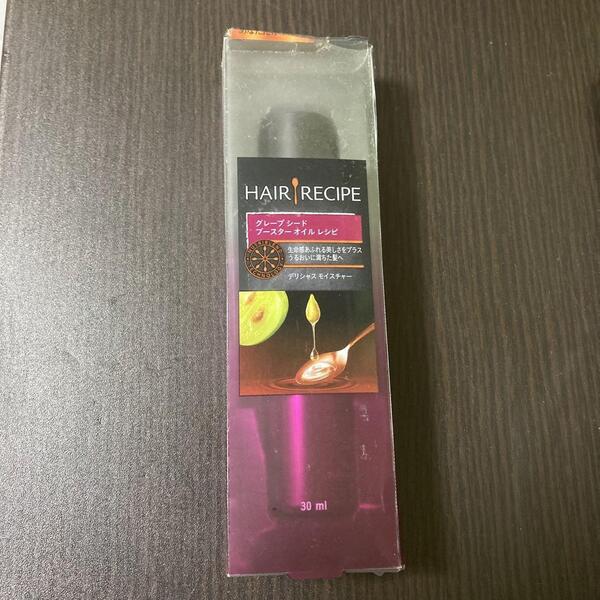 HAIR RECIPE
グレープ シード
ブースター オイル レシピ
生命感あふれる美しさをプラス
うるおいに満ちた髪へ
デリシャス モイスチャー
30 ml